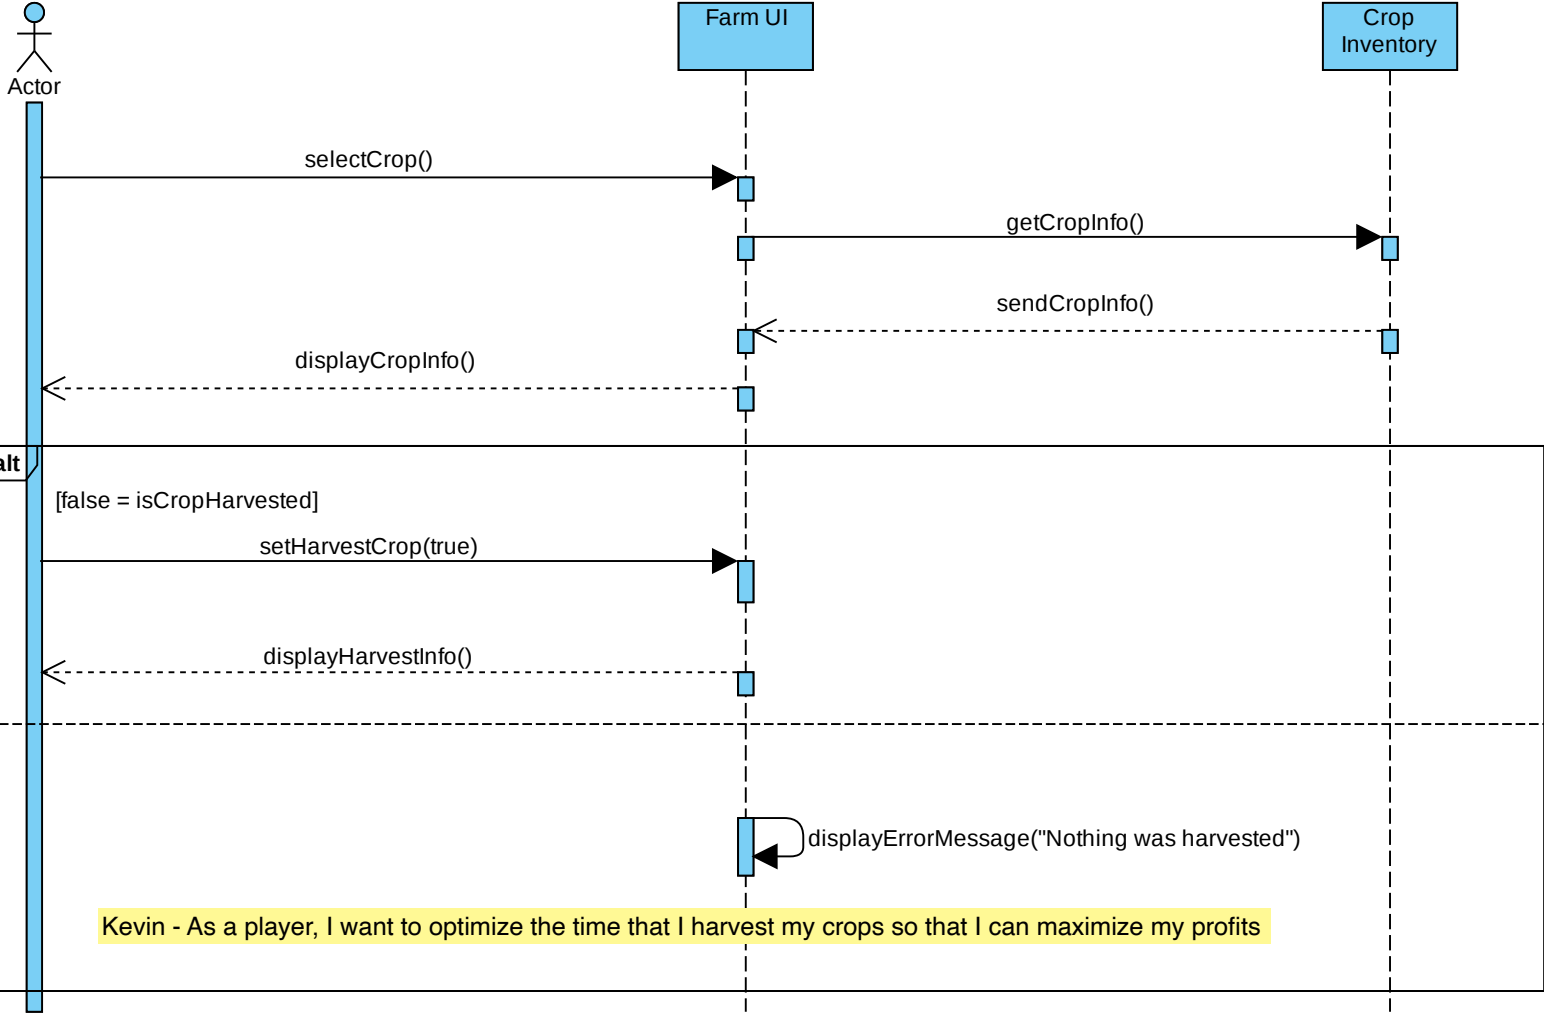 Farm UI
Crop
Inventory
Actor
selectCrop()
getCropInfo()
sendCropInfo()
displayCropInfo()
alt
[false = isCropHarvested]
setHarvestCrop(true)
displayHarvestInfo()
displayErrorMessage("Nothing was harvested")
Kevin - As a player, I want to optimize the time that I harvest my crops so that I can maximize my profits